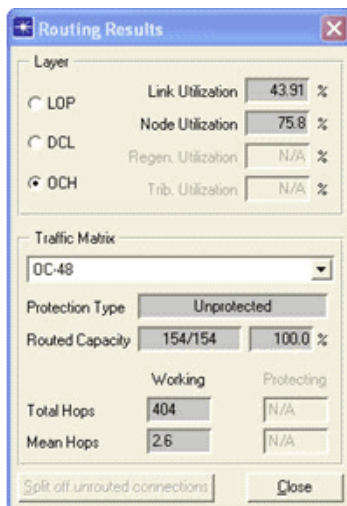 Routing Results
Layer
LOP
DCL
OCH
Link Utilization 43.91 %
Node Utilization 75.8 %
Regen. Utilization N/A %
Trib. Utilization N/A %
Traffic Matrix
OC-48
Protection Type Unprotected
Routed Capacity 154/154 100.0 %
Working Protecting
Total Hops 404 N/A
Mean Hops 2.6 N/A
Split off unrouted connections Close